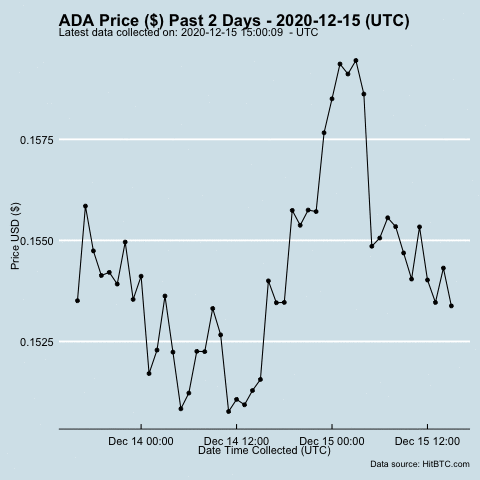 ADA Price ($) Past 2 Days - 2020-12-15 (UTC)
Latest data collected on: 2020-12-15 15:00:09  - UTC
0.1575
0.1550
0.1525
Price USD ($)
Dec 14 00:00
Dec 14 12:00
Dec 15 00:00
Dec 15 12:00
Date Time Collected (UTC)
Data source: HitBTC.com